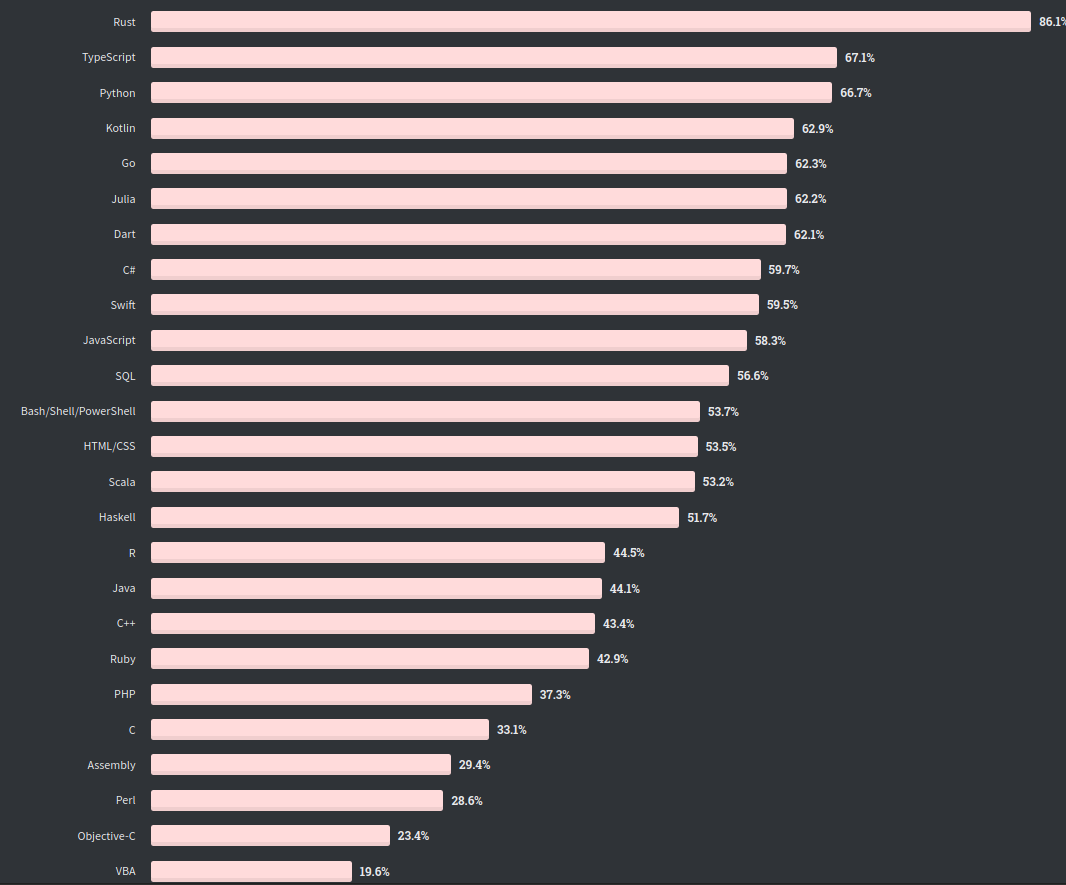 Rust 86.1%
TypeScript 67.1%
Python 66.7%
Kotlin 62.9%
Go 62.3%
Julia 62.2%
Dart 62.1%
C# 59.7%
Swift 59.5%
JavaScript 58.3%
SQL 56.6%
Bash/Shell/PowerShell 53.7%
HTML/CSS 53.5%
Scala 53.2%
Haskell 51.7%
R 44.5%
Java 44.1%
C++ 43.4%
Ruby 42.9%
PHP 37.3%
C 33.1%
Assembly 29.4%
Perl 28.6%
Objective-C 23.4%
VBA 19.6%